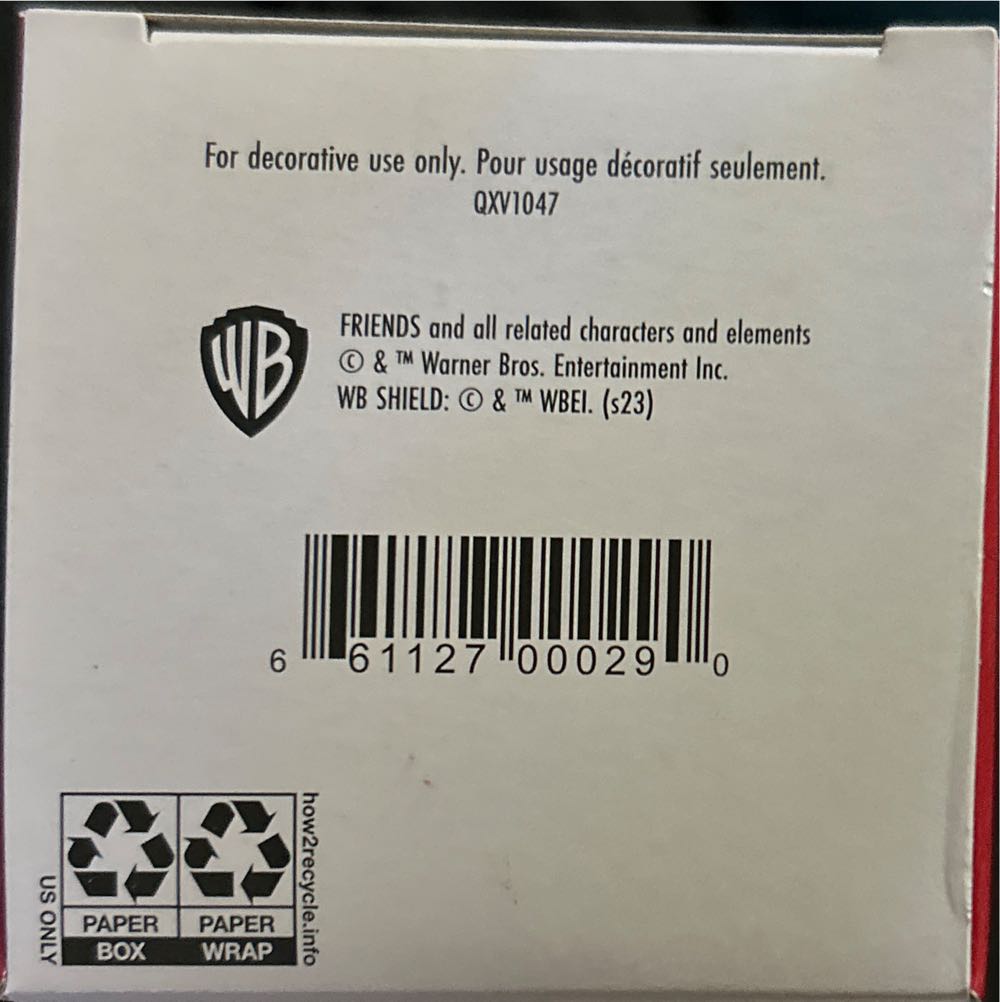 For decorative use only. Pour usage décoratif seulement.
QXV1047
WB
FRIENDS and all related characters and elements
© & ™ Warner Bros. Entertainment Inc.
WB SHIELD: © & ™ WBEI. (s23)
6 61127 00029 0
US ONLY
PAPER
BOX
PAPER
WRAP
how2recycle.info